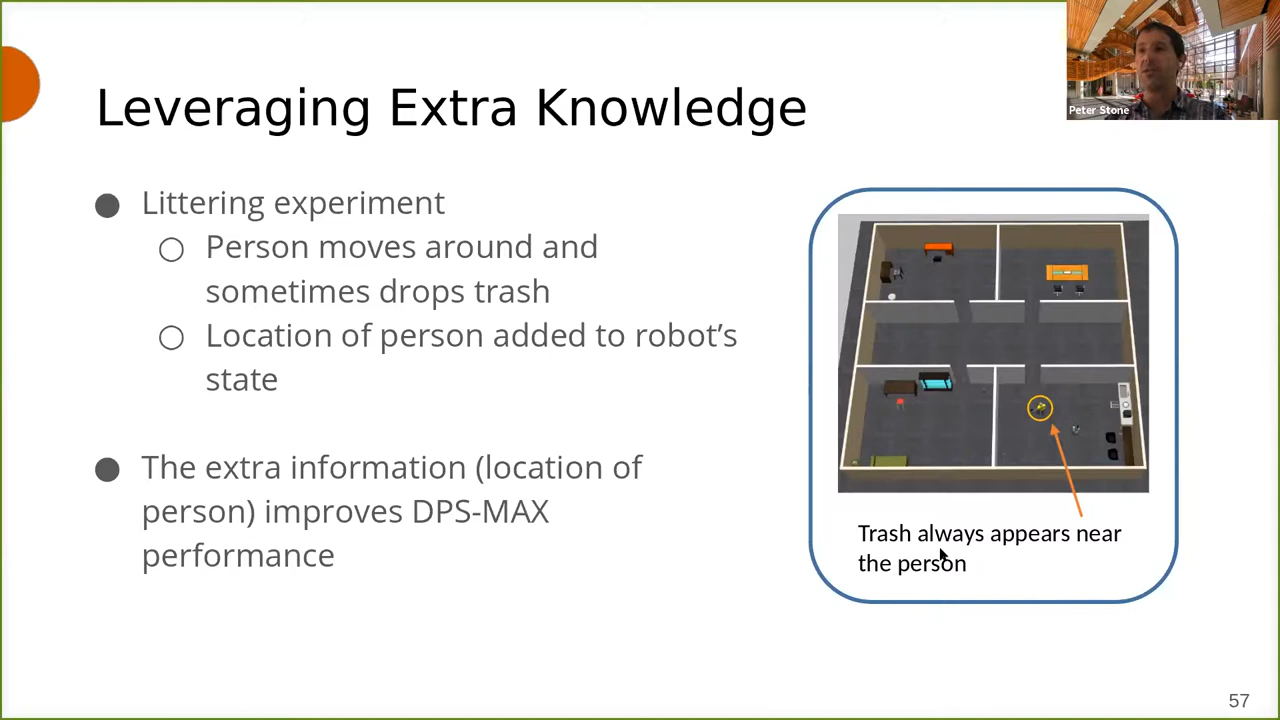 Leveraging Extra Knowledge
Peter Stone
● Littering experiment
○ Person moves around and
sometimes drops trash
○ Location of person added to robot’s
state
● The extra information (location of
person) improves DPS-MAX
performance
Trash always appears near
the person
57